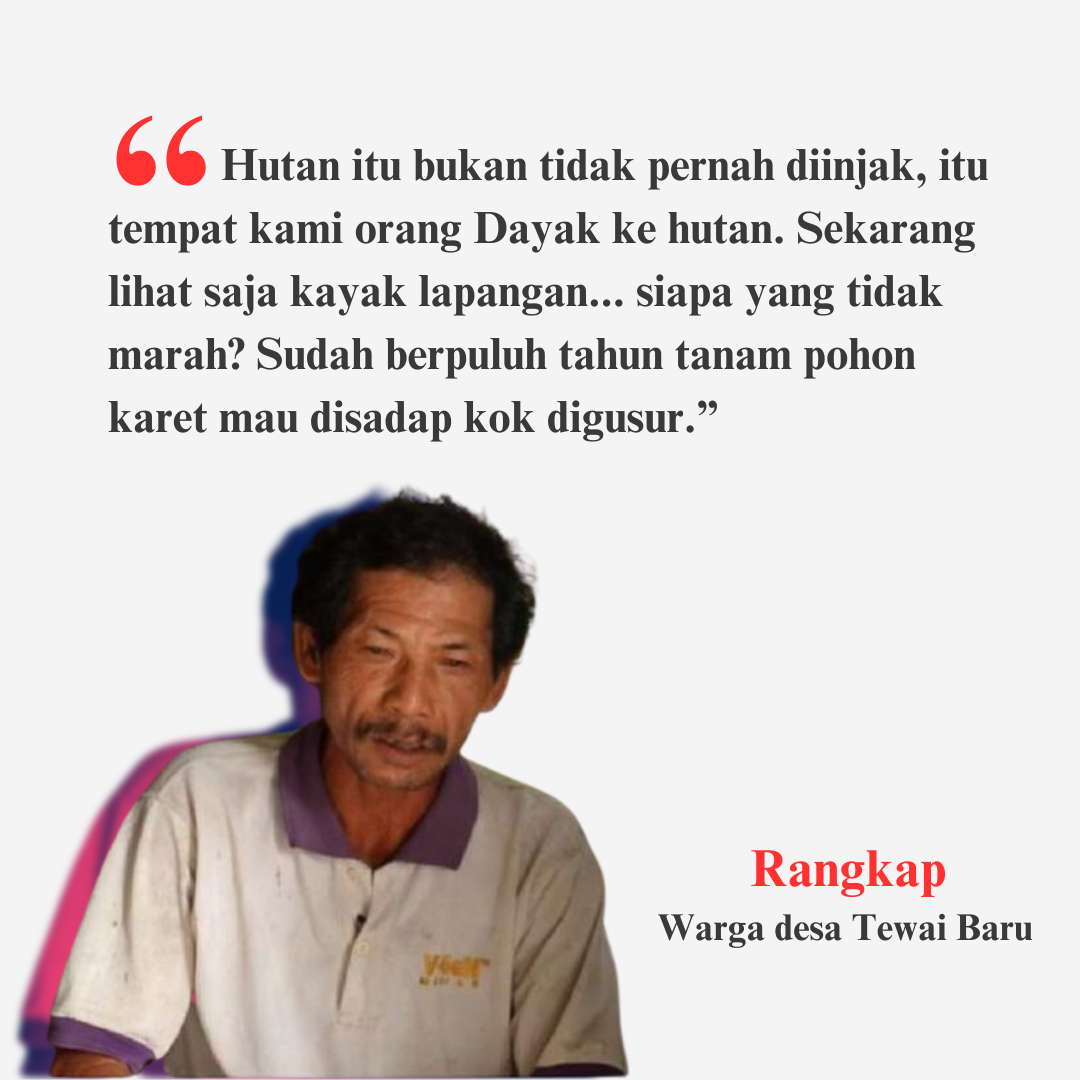 “ Hutan itu bukan tidak pernah diinjak, itu
tempat kami orang Dayak ke hutan. Sekarang
lihat saja kayak lapangan... siapa yang tidak
marah? Sudah berpuluh tahun tanam pohon
karet mau disadap kok digusur.”
Rangkap
Warga desa Tewai Baru